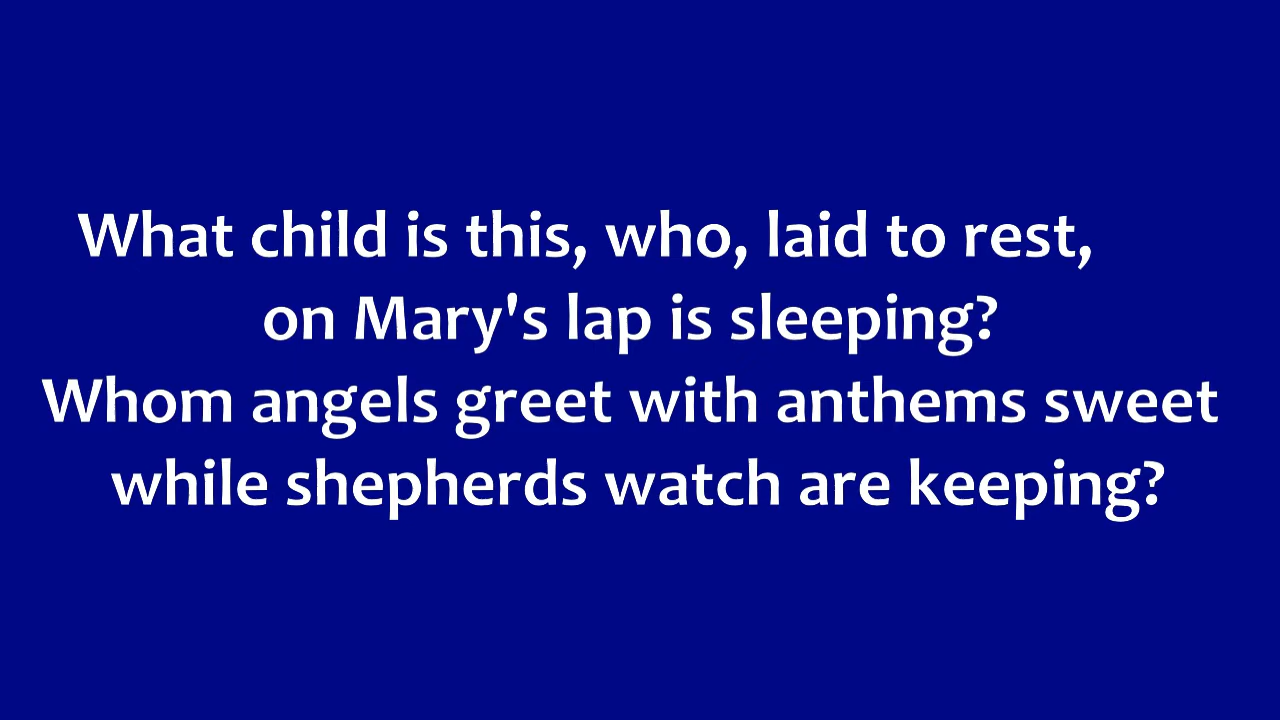 What child is this, who, laid to rest,
on Mary's lap is sleeping?
Whom angels greet with anthems sweet
while shepherds watch are keeping?